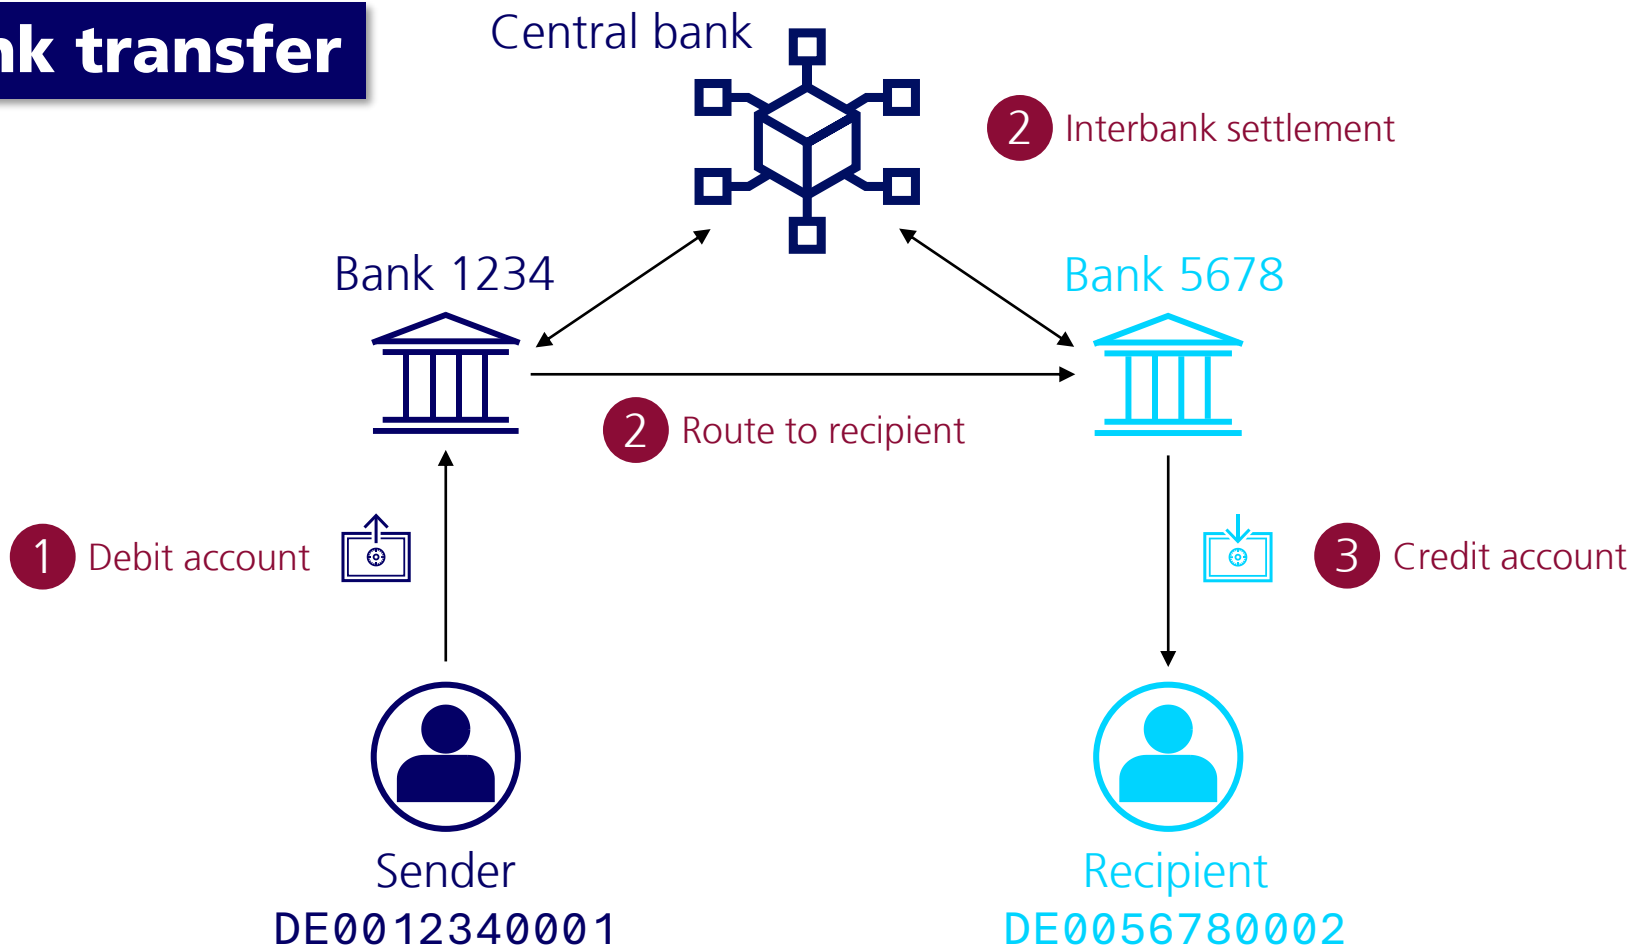 nk transfer
Central bank
2 Interbank settlement
Bank 1234
Bank 5678
2 Route to recipient
1 Debit account
3 Credit account
Sender
DE0012340001
Recipient
DE0056780002